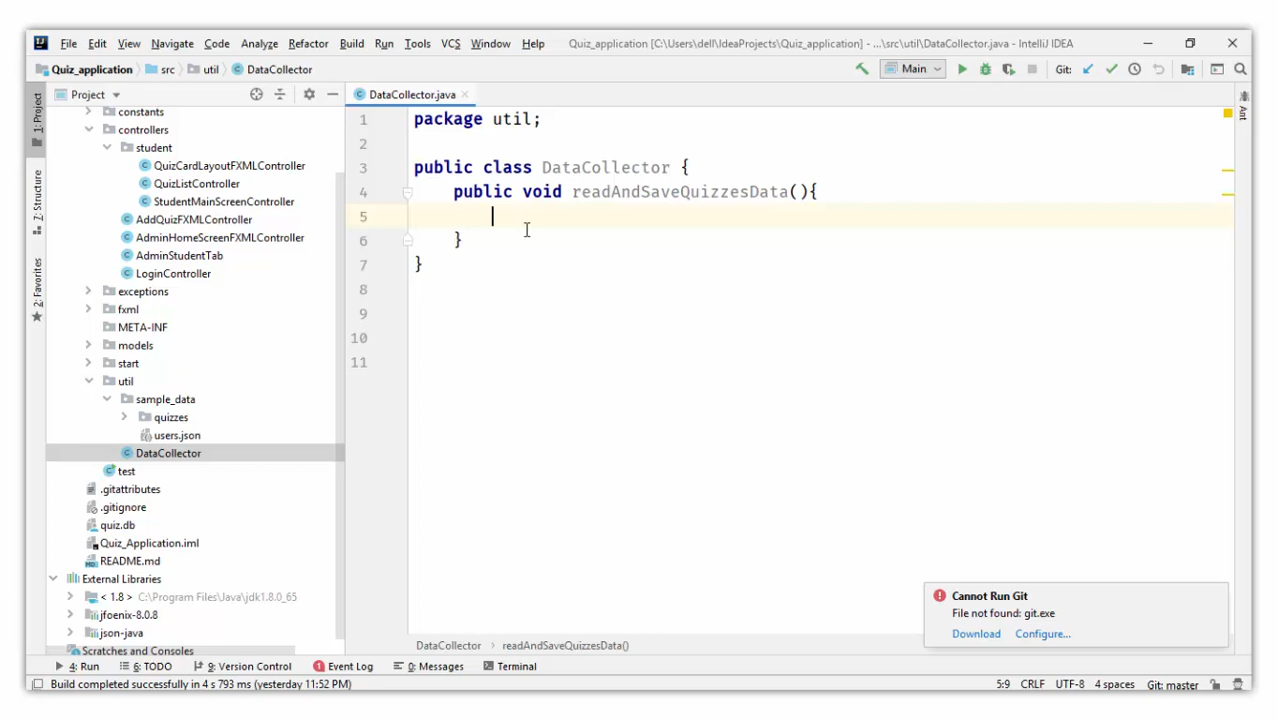 File Edit View Navigate Code Analyze Refactor Build Run Tools VCS Window Help Quiz_application [C:\Users\dell\IdeaProjects\Quiz_application] - ...\src\util\DataCollector.java - IntelliJ IDEA
Quiz_application src util DataCollector Main Git:
Project
DataCollector.java
1: Project
Z: Structure
2: Favorites
Ant
constants
controllers
student
QuizCardLayoutFXMLController
QuizListController
StudentMainScreenController
AddQuizFXMLController
AdminHomeScreenFXMLController
AdminStudentTab
LoginController
exceptions
fxml
META-INF
models
start
util
sample_data
quizzes
users.json
DataCollector
test
.gitattributes
.gitignore
quiz.db
Quiz_Application.iml
README.md
External Libraries
< 1.8 > C:\Program Files\Java\jdk1.8.0_65
jfoenix-8.0.8
json-java
Scratches and Consoles
1 package util;
2
3 public class DataCollector {
4 public void readAndSaveQuizzesData(){
5
6 }
7 }
8
9
10
11
Cannot Run Git
File not found: git.exe
Download Configure...
DataCollector readAndSaveQuizzesData()
4: Run 6: TODO 9: Version Control 1 Event Log 0: Messages Terminal
Build completed successfully in 4 s 793 ms (yesterday 11:52 PM) 5:9 CRLF UTF-8 4 spaces Git: master